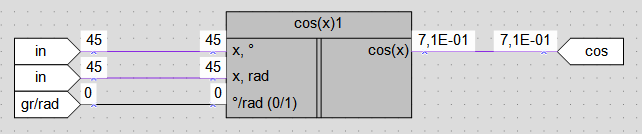 cos(x)1
in 45 45 x, ° cos(x) 7,1E-01 7,1E-01 cos
in 45 45 x, rad
gr/rad 0 0 °/rad (0/1)